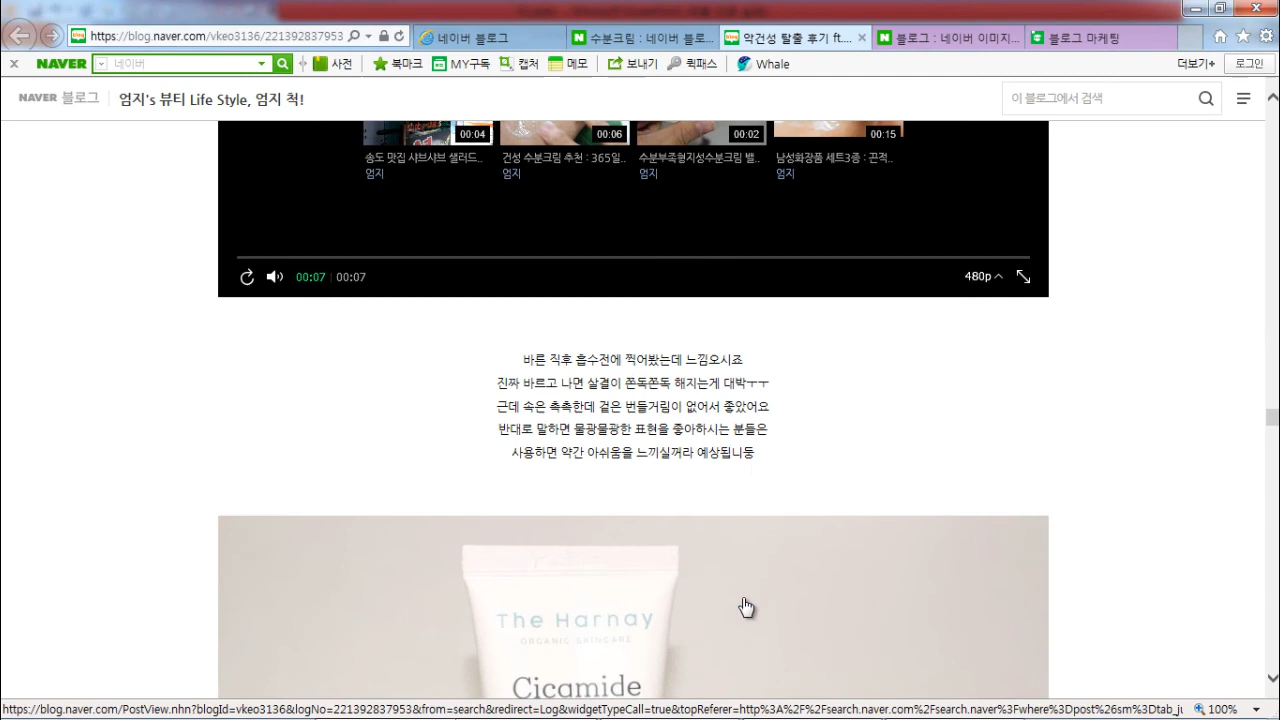 https://blog.naver.com/vkeo3136/221392837953
네이버 블로그
수분크림 : 네이버 블로...
악건성 탈출 후기 ft....
블로그 : 네이버 이미지...
블로그 마케팅
NAVER
네이버
사전
북마크
MY구독
캡처
메모
보내기
퀵패스
Whale
더보기+
로그인
NAVER 블로그
엄지's 뷰티 Life Style, 엄지 척!
이 블로그에서 검색
00:04
00:06
00:02
00:15
송도 맛집 샤브샤브 샐러드..
건성 수분크림 추천 : 365일..
수분부족형지성수분크림 밸..
남성화장품 세트3종 : 끈적..
엄지
엄지
엄지
엄지
00:07 | 00:07
480p
바른 직후 흡수전에 찍어봤는데 느낌오시죠
진짜 바르고 나면 살결이 쫀독쫀독 해지는게 대박ㅜㅜ
근데 속은 촉촉한데 겉은 번들거림이 없어서 좋았어요
반대로 말하면 물광물광한 표현을 좋아하시는 분들은
사용하면 약간 아쉬움을 느끼실꺼라 예상됩니둥
The Harnay
ORGANIC SKINCARE
Cicamide
https://blog.naver.com/PostView.nhn?blogId=vkeo3136&logNo=221392837953&from=search&redirect=Log&widgetTypeCall=true&topReferer=http%3A%2F%2Fsearch.naver.com%2Fsearch.naver%3Fwhere%3Dpost%26sm%3Dtab_ju
100%